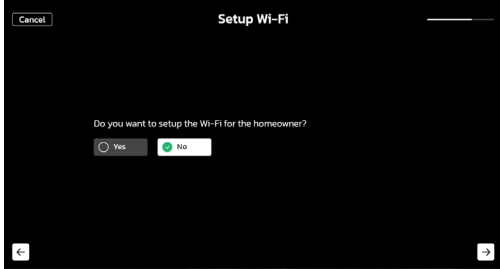 Cancel
Setup Wi-Fi
Do you want to setup the Wi-Fi for the homeowner?
Yes
No